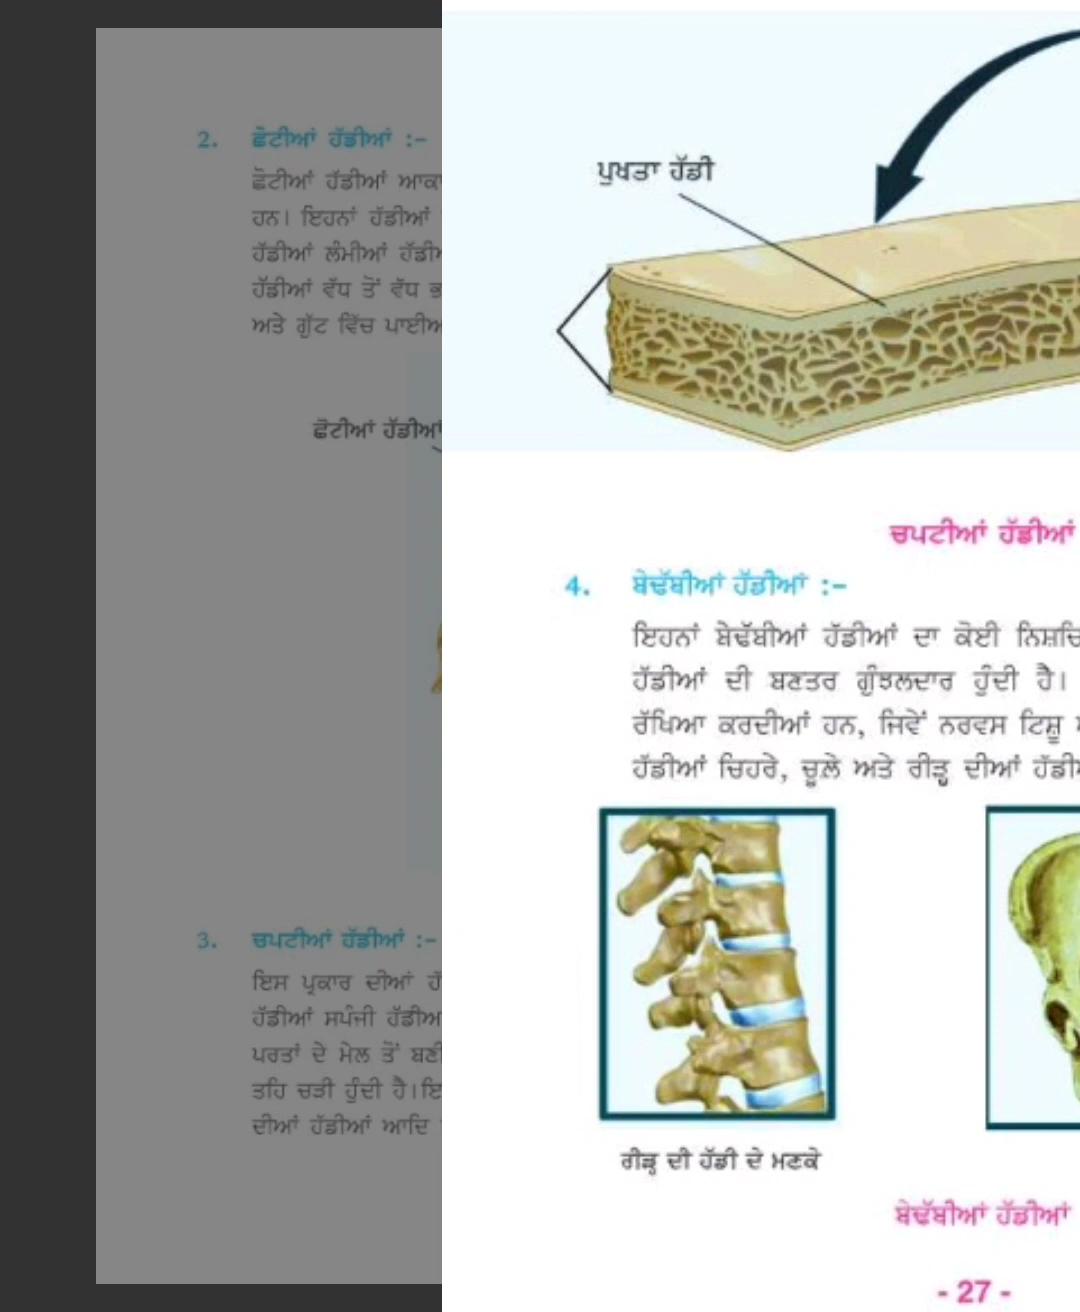 2. ਛੋਟੀਆਂ ਹੱਡੀਆਂ :-
ਛੋਟੀਆਂ ਹੱਡੀਆਂ
ਹਨ। ਇਹਨਾਂ ਹੱਡੀਆਂ
ਹੱਡੀਆਂ ਲੰਮੀਆਂ
ਹੱਡੀਆਂ ਵੱਧ ਤੋਂ ਵੱਧ
ਅਤੇ ਗੁੱਟ ਵਿੱਚ
ਛੋਟੀਆਂ ਹੱਡੀਆਂ
3. ਚਪਟੀਆਂ ਹੱਡੀਆਂ :-
ਇਸ ਪ੍ਰਕਾਰ ਦੀਆਂ
ਹੱਡੀਆਂ ਸਪੰਜੀ
ਪਰਤਾਂ ਦੇ ਮੇਲ ਤੋਂ
ਤਹਿ ਚੜੀ ਹੁੰਦੀ ਹੈ।
ਦੀਆਂ ਹੱਡੀਆਂ ਆਦਿ
ਪੁਖਤਾ ਹੱਡੀ
ਚਪਟੀਆਂ ਹੱਡੀਆਂ
4. ਬੇਢੱਬੀਆਂ ਹੱਡੀਆਂ :-
ਇਹਨਾਂ ਬੇਢੱਬੀਆਂ ਹੱਡੀਆਂ ਦਾ ਕੋਈ
ਹੱਡੀਆਂ ਦੀ ਬਣਤਰ ਗੁੰਝਲਦਾਰ ਹੁੰਦੀ ਹੈ।
ਰੱਖਿਆ ਕਰਦੀਆਂ ਹਨ, ਜਿਵੇਂ ਨਰਵਸ ਟਿਸ਼ੂ
ਹੱਡੀਆਂ ਚਿਹਰੇ, ਚੂਲ਼ੇ ਅਤੇ ਰੀੜ੍ਹ ਦੀਆਂ
ਰੀੜ੍ਹ ਦੀ ਹੱਡੀ ਦੇ ਮਣਕੇ
ਬੇਢੱਬੀਆਂ ਹੱਡੀਆਂ
- 27 -